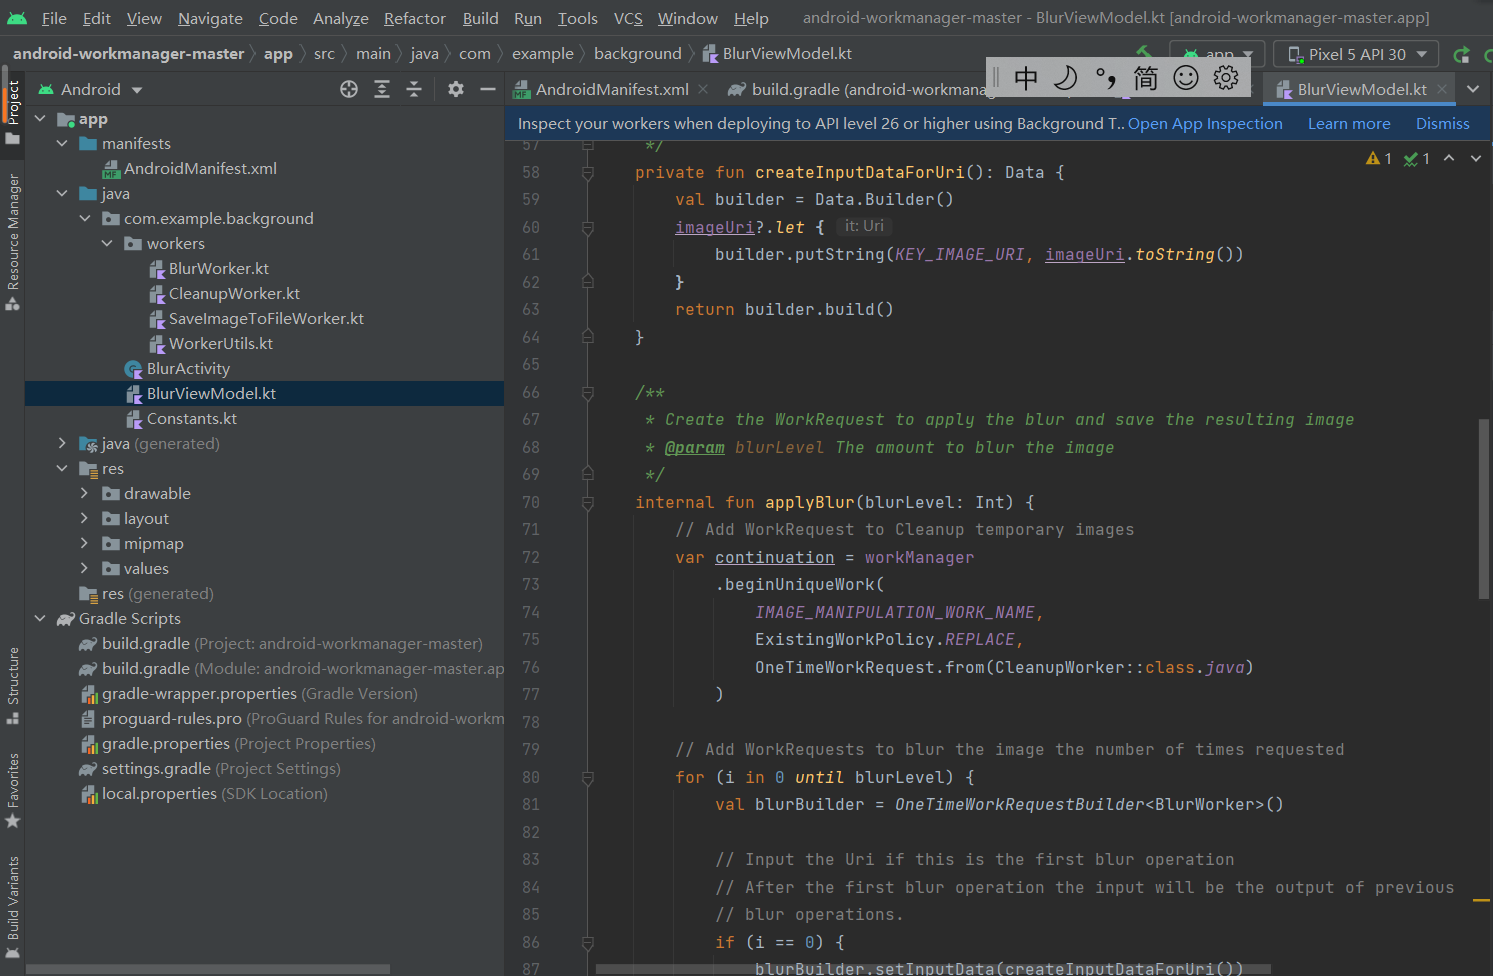 File Edit View Navigate Code Analyze Refactor Build Run Tools VCS Window Help android-workmanager-master - BlurViewModel.kt [android-workmanager-master.app]
android-workmanager-master app src main java com example background BlurViewModel.kt app Pixel 5 API 30
中 °, 简
Android
AndroidManifest.xml build.gradle (android-workmanag BlurViewModel.kt
Inspect your workers when deploying to API level 26 or higher using Background T.. Open App Inspection Learn more Dismiss
Project
Resource Manager
Structure
Favorites
Build Variants
app
manifests
AndroidManifest.xml
java
com.example.background
workers
BlurWorker.kt
CleanupWorker.kt
SaveImageToFileWorker.kt
WorkerUtils.kt
BlurActivity
BlurViewModel.kt
Constants.kt
java (generated)
res
drawable
layout
mipmap
values
res (generated)
Gradle Scripts
build.gradle (Project: android-workmanager-master)
build.gradle (Module: android-workmanager-master.ap
gradle-wrapper.properties (Gradle Version)
proguard-rules.pro (ProGuard Rules for android-workm
gradle.properties (Project Properties)
settings.gradle (Project Settings)
local.properties (SDK Location)
1 1
57 */
58 private fun createInputDataForUri(): Data {
59 val builder = Data.Builder()
60 imageUri?.let { it: Uri
61 builder.putString(KEY_IMAGE_URI, imageUri.toString())
62 }
63 return builder.build()
64 }
65
66 /**
67 * Create the WorkRequest to apply the blur and save the resulting image
68 * @param blurLevel The amount to blur the image
69 */
70 internal fun applyBlur(blurLevel: Int) {
71 // Add WorkRequest to Cleanup temporary images
72 var continuation = workManager
73 .beginUniqueWork(
74 IMAGE_MANIPULATION_WORK_NAME,
75 ExistingWorkPolicy.REPLACE,
76 OneTimeWorkRequest.from(CleanupWorker::class.java)
77 )
78
79 // Add WorkRequests to blur the image the number of times requested
80 for (i in 0 until blurLevel) {
81 val blurBuilder = OneTimeWorkRequestBuilder<BlurWorker>()
82
83 // Input the Uri if this is the first blur operation
84 // After the first blur operation the input will be the output of previous
85 // blur operations.
86 if (i == 0) {
87 blurBuilder.setInputData(createInputDataForUri())